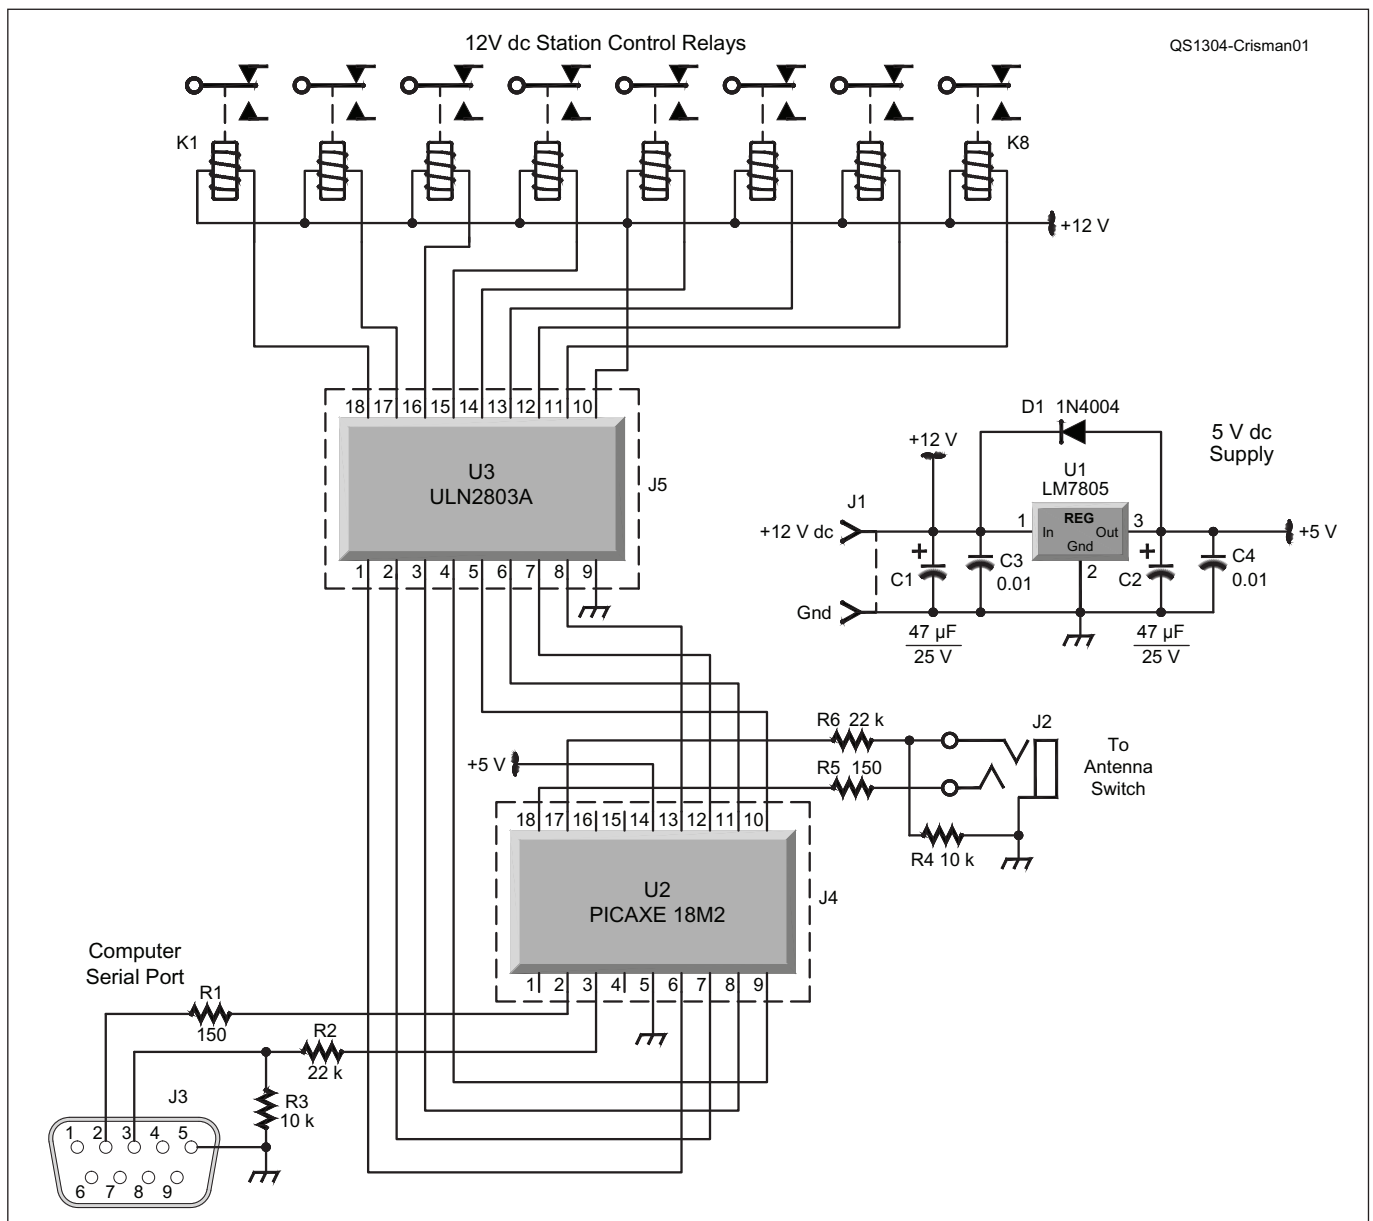 12V dc Station Control Relays
QS1304-Crisman01
K1
K8
+12 V
18 17 16 15 14 13 12 11 10
U3
ULN2803A
J5
1 2 3 4 5 6 7 8 9
D1 1N4004
5 V dc
Supply
+12 V
U1
LM7805
J1
+12 V dc
1
REG
In
Out
Gnd
3
2
+5 V
C1
C3
0.01
C2
C4
0.01
Gnd
47 µF
25 V
47 µF
25 V
R6 22 k
J2
To
Antenna
Switch
R5 150
R4 10 k
+5 V
18 17 16 15 14 13 12 11 10
U2
PICAXE 18M2
J4
1 2 3 4 5 6 7 8 9
Computer
Serial Port
R1
150
R2
22 k
R3
10 k
J3
1 2 3 4 5
6 7 8 9